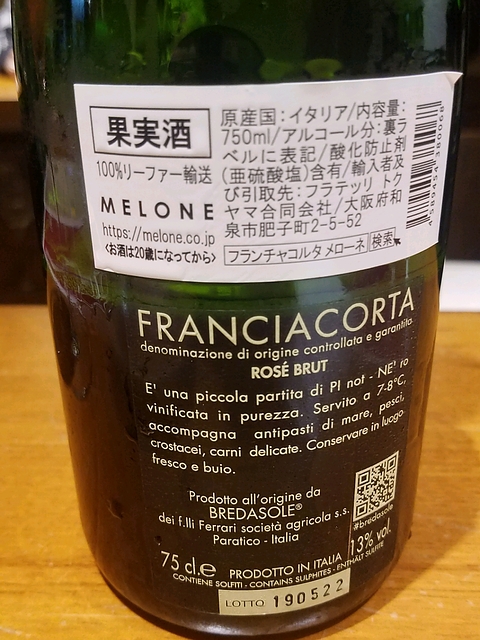 果実酒
100%リーファー輸送
MELONE
https://melone.co.jp
<お酒は20歳になってから>
原産国:イタリア/内容量:
750ml/アルコール分:裏ラ
ベルに表記/酸化防止剤
(亜硫酸塩)含有/輸入者及
び引取先:フラテッリ トク
ヤマ合同会社/大阪府和
泉市肥子町2-5-52
フランチャコルタ メローネ 検索
4 589454 380068
FRANCIACORTA
denominazione di origine controllata e garantita
ROSÉ BRUT
E' una piccola partita di PI not - NE' ro
vinificata in purezza. Servito a 7-8°C,
accompagna antipasti di mare, pesci,
crostacei, carni delicate. Conservare in luogo
fresco e buio.
Prodotto all'origine da
BREDASOLE®
dei f.lli Ferrari società agricola s.s.
Paratico - Italia
#bredasole
75 cl.e PRODOTTO IN ITALIA 13% vol.
CONTIENE SOLFITI - CONTAINS SULPHITES - ENTHÄLT SULFITE
LOTTO 190522